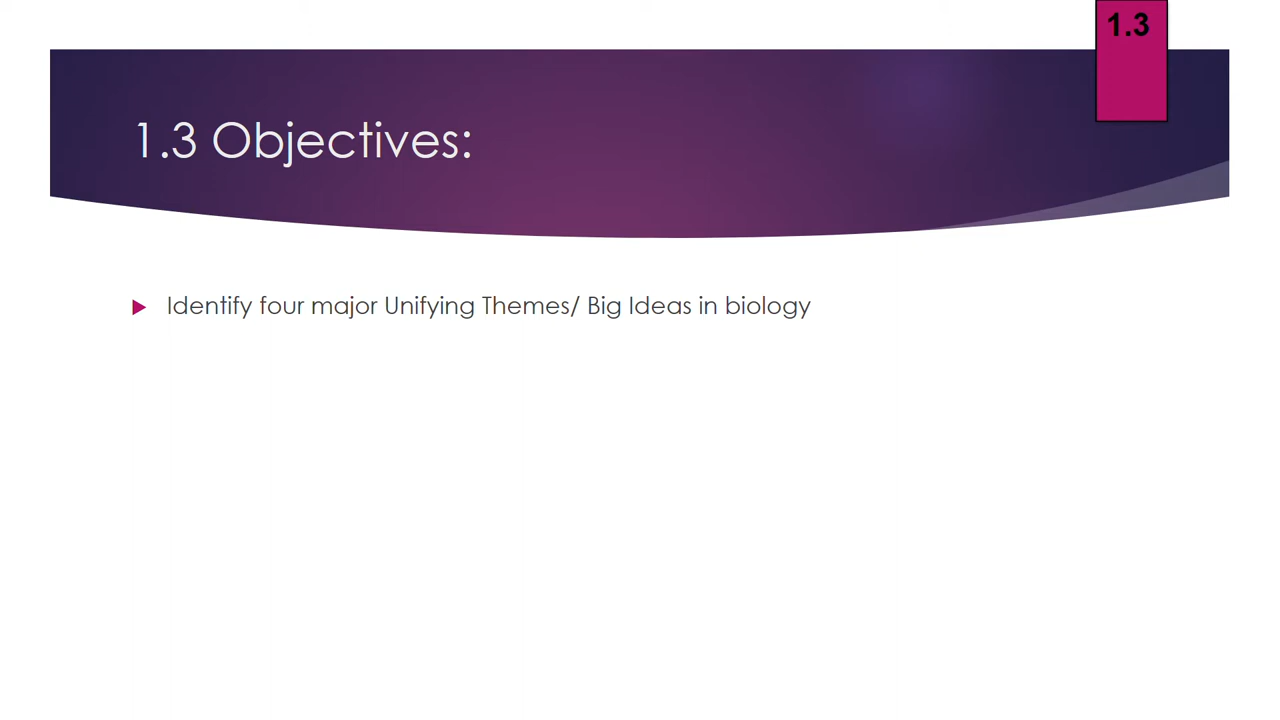 1.3
1.3 Objectives:
Identify four major Unifying Themes/ Big Ideas in biology